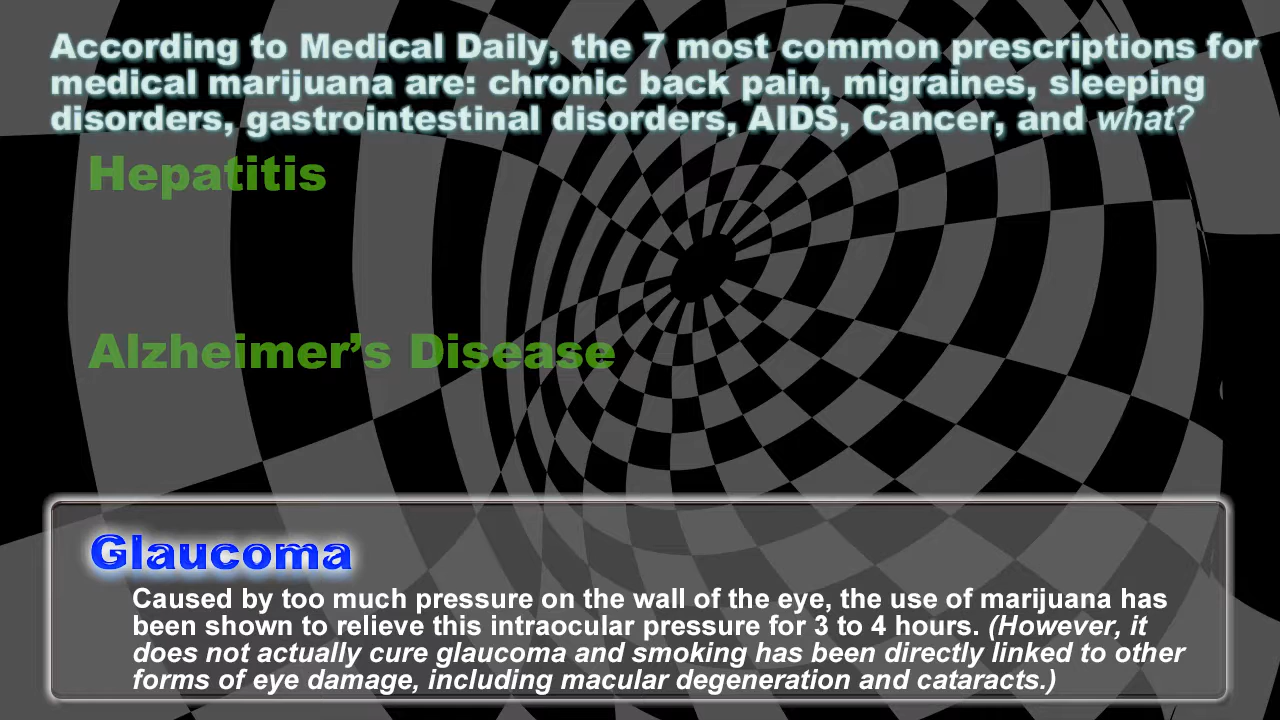 According to Medical Daily, the 7 most common prescriptions for
medical marijuana are: chronic back pain, migraines, sleeping
disorders, gastrointestinal disorders, AIDS, Cancer, and what?
Hepatitis
Alzheimer’s Disease
Glaucoma
Caused by too much pressure on the wall of the eye, the use of marijuana has
been shown to relieve this intraocular pressure for 3 to 4 hours. (However, it
does not actually cure glaucoma and smoking has been directly linked to other
forms of eye damage, including macular degeneration and cataracts.)